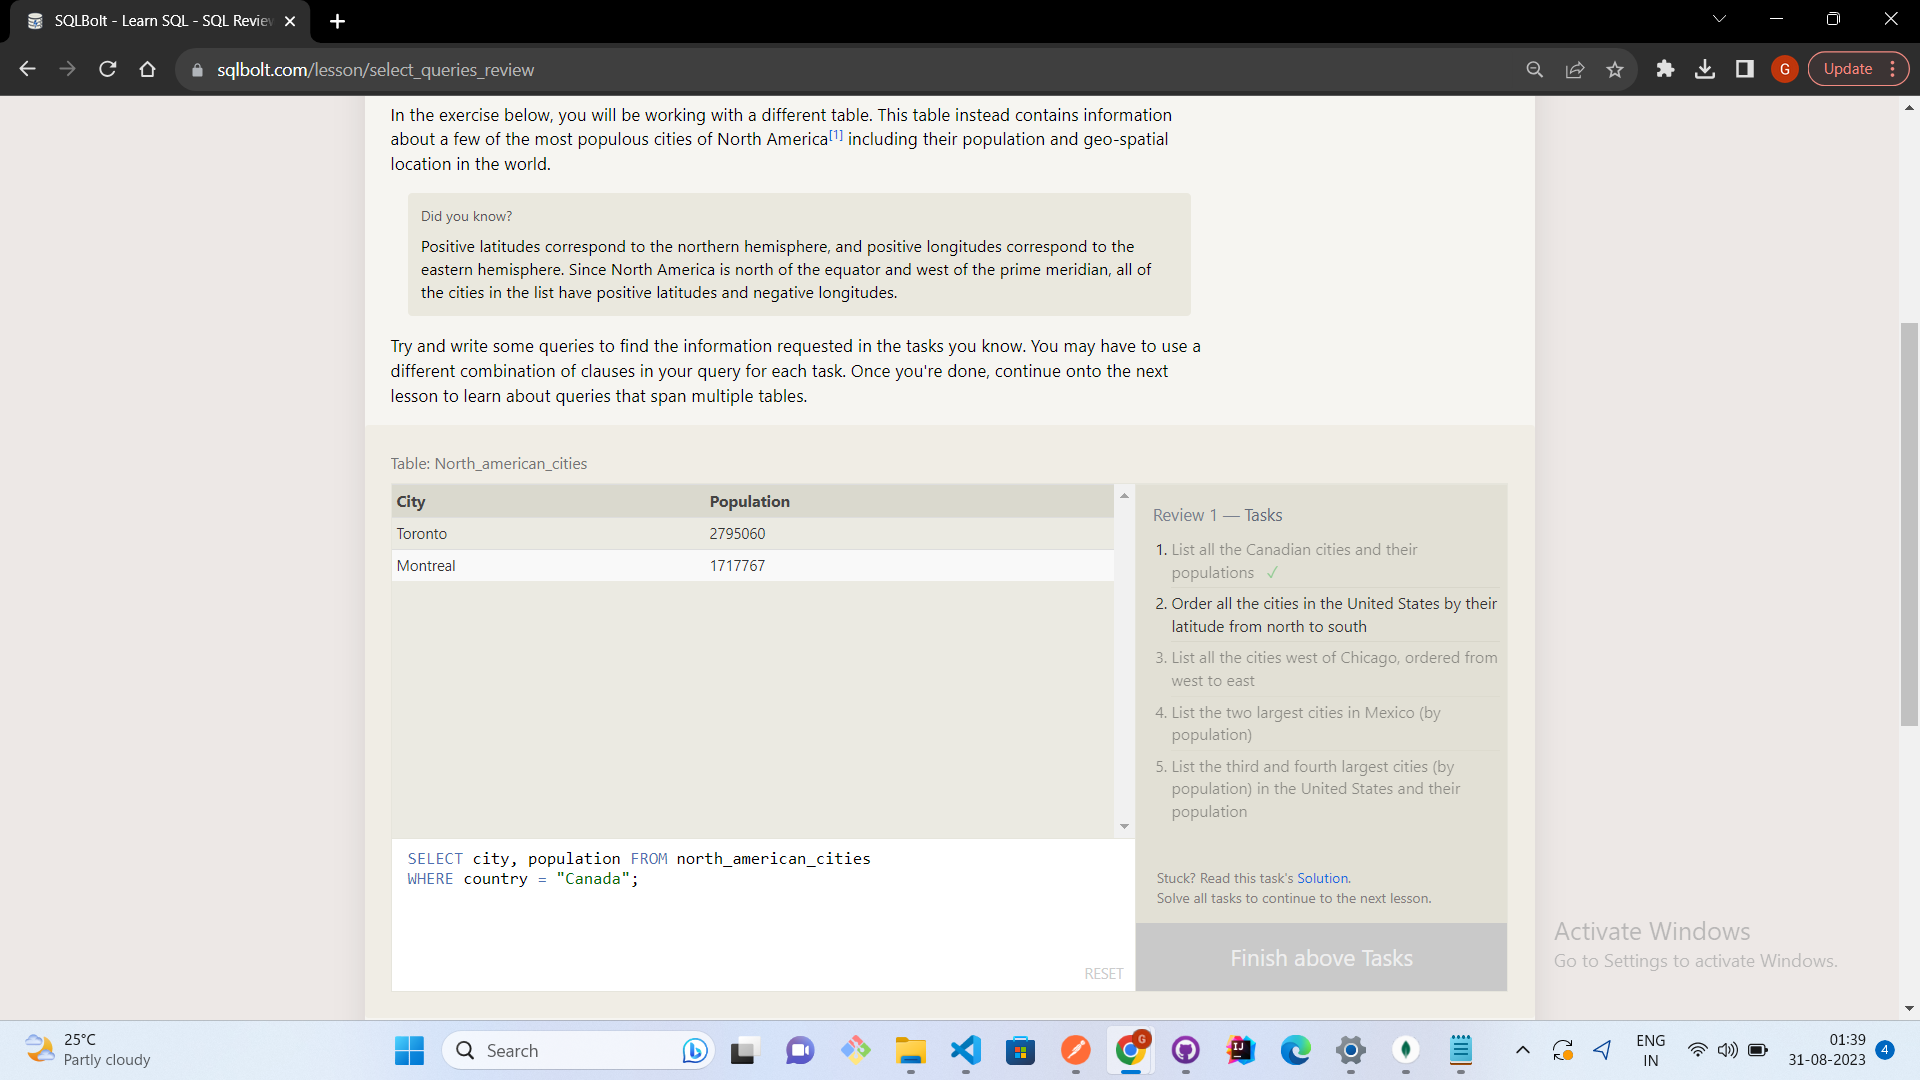 SQLBolt - Learn SQL - SQL Review
sqlbolt.com/lesson/select_queries_review
G
Update
In the exercise below, you will be working with a different table. This table instead contains information
about a few of the most populous cities of North America[1] including their population and geo-spatial
location in the world.
Did you know?
Positive latitudes correspond to the northern hemisphere, and positive longitudes correspond to the
eastern hemisphere. Since North America is north of the equator and west of the prime meridian, all of
the cities in the list have positive latitudes and negative longitudes.
Try and write some queries to find the information requested in the tasks you know. You may have to use a
different combination of clauses in your query for each task. Once you're done, continue onto the next
lesson to learn about queries that span multiple tables.
Table: North_american_cities
City Population
Toronto 2795060
Montreal 1717767
SELECT city, population FROM north_american_cities
WHERE country = "Canada";
RESET
Review 1 — Tasks
1. List all the Canadian cities and their
populations ✓
2. Order all the cities in the United States by their
latitude from north to south
3. List all the cities west of Chicago, ordered from
west to east
4. List the two largest cities in Mexico (by
population)
5. List the third and fourth largest cities (by
population) in the United States and their
population
Stuck? Read this task's Solution.
Solve all tasks to continue to the next lesson.
Finish above Tasks
Activate Windows
Go to Settings to activate Windows.
25°C
Partly cloudy
Search
G
IJ
ENG
IN
01:39
31-08-2023
4